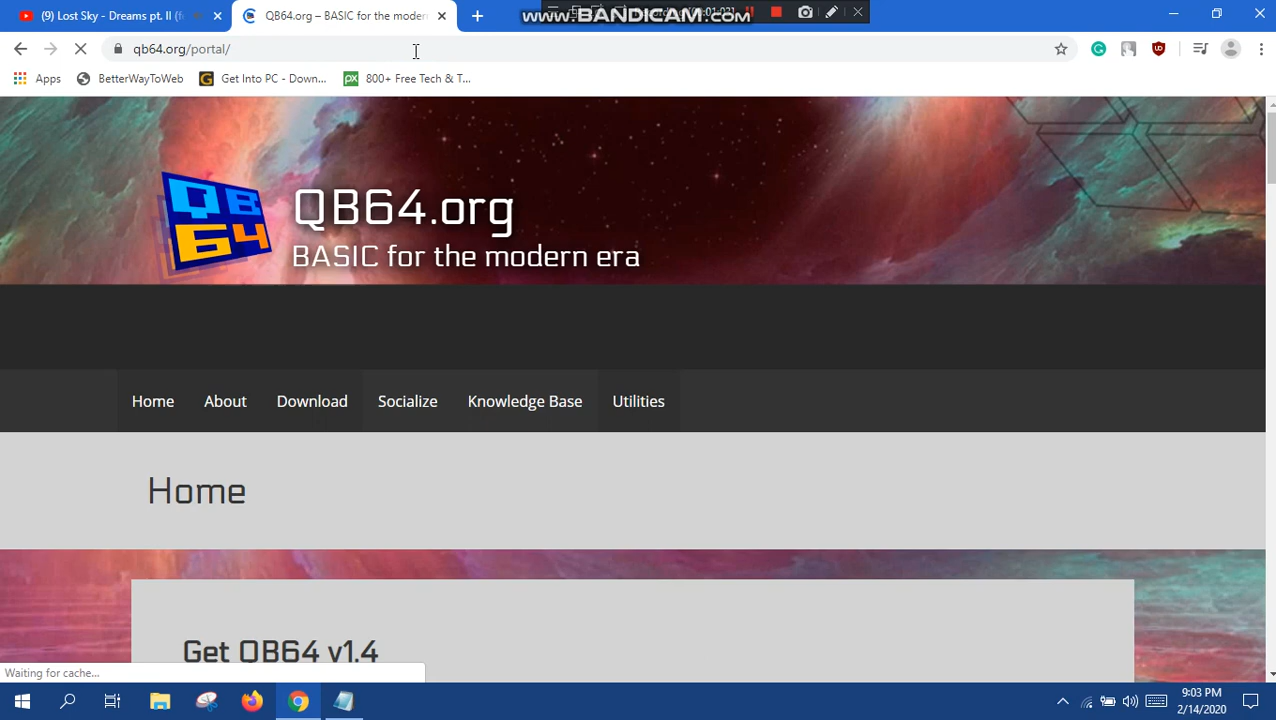 (9) Lost Sky - Dreams pt. II (f
QB64.org – BASIC for the moder
www.BANDICAM.com
qb64.org/portal/
Apps
BetterWayToWeb
Get Into PC - Down...
800+ Free Tech & T...
QB64
QB64.org
BASIC for the modern era
Home
About
Download
Socialize
Knowledge Base
Utilities
Home
Get QB64 v1.4
Waiting for cache...
9:03 PM
2/14/2020